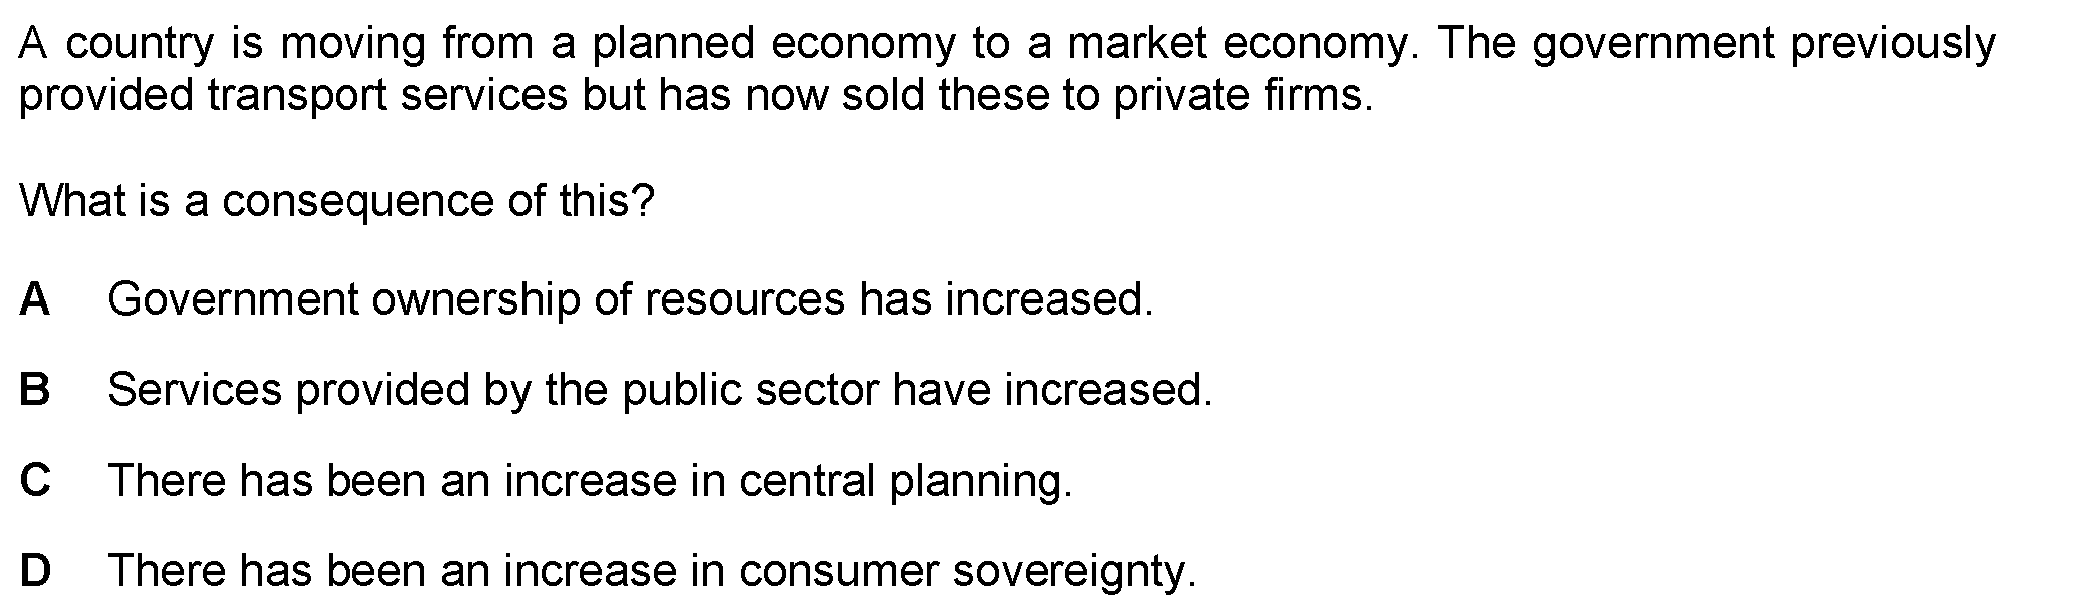 A country is moving from a planned economy to a market economy. The government previously
provided transport services but has now sold these to private firms.
What is a consequence of this?
A Government ownership of resources has increased.
B Services provided by the public sector have increased.
C There has been an increase in central planning.
D There has been an increase in consumer sovereignty.